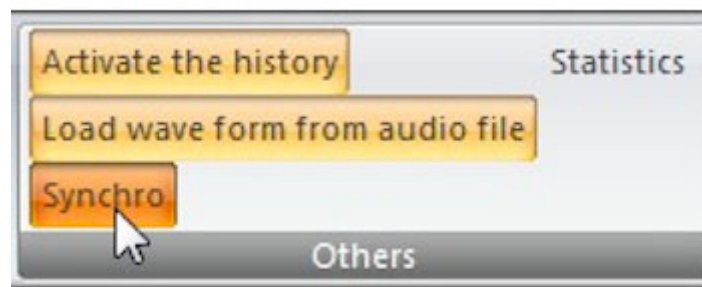 Activate the history Statistics
Load wave form from audio file
Synchro
Others